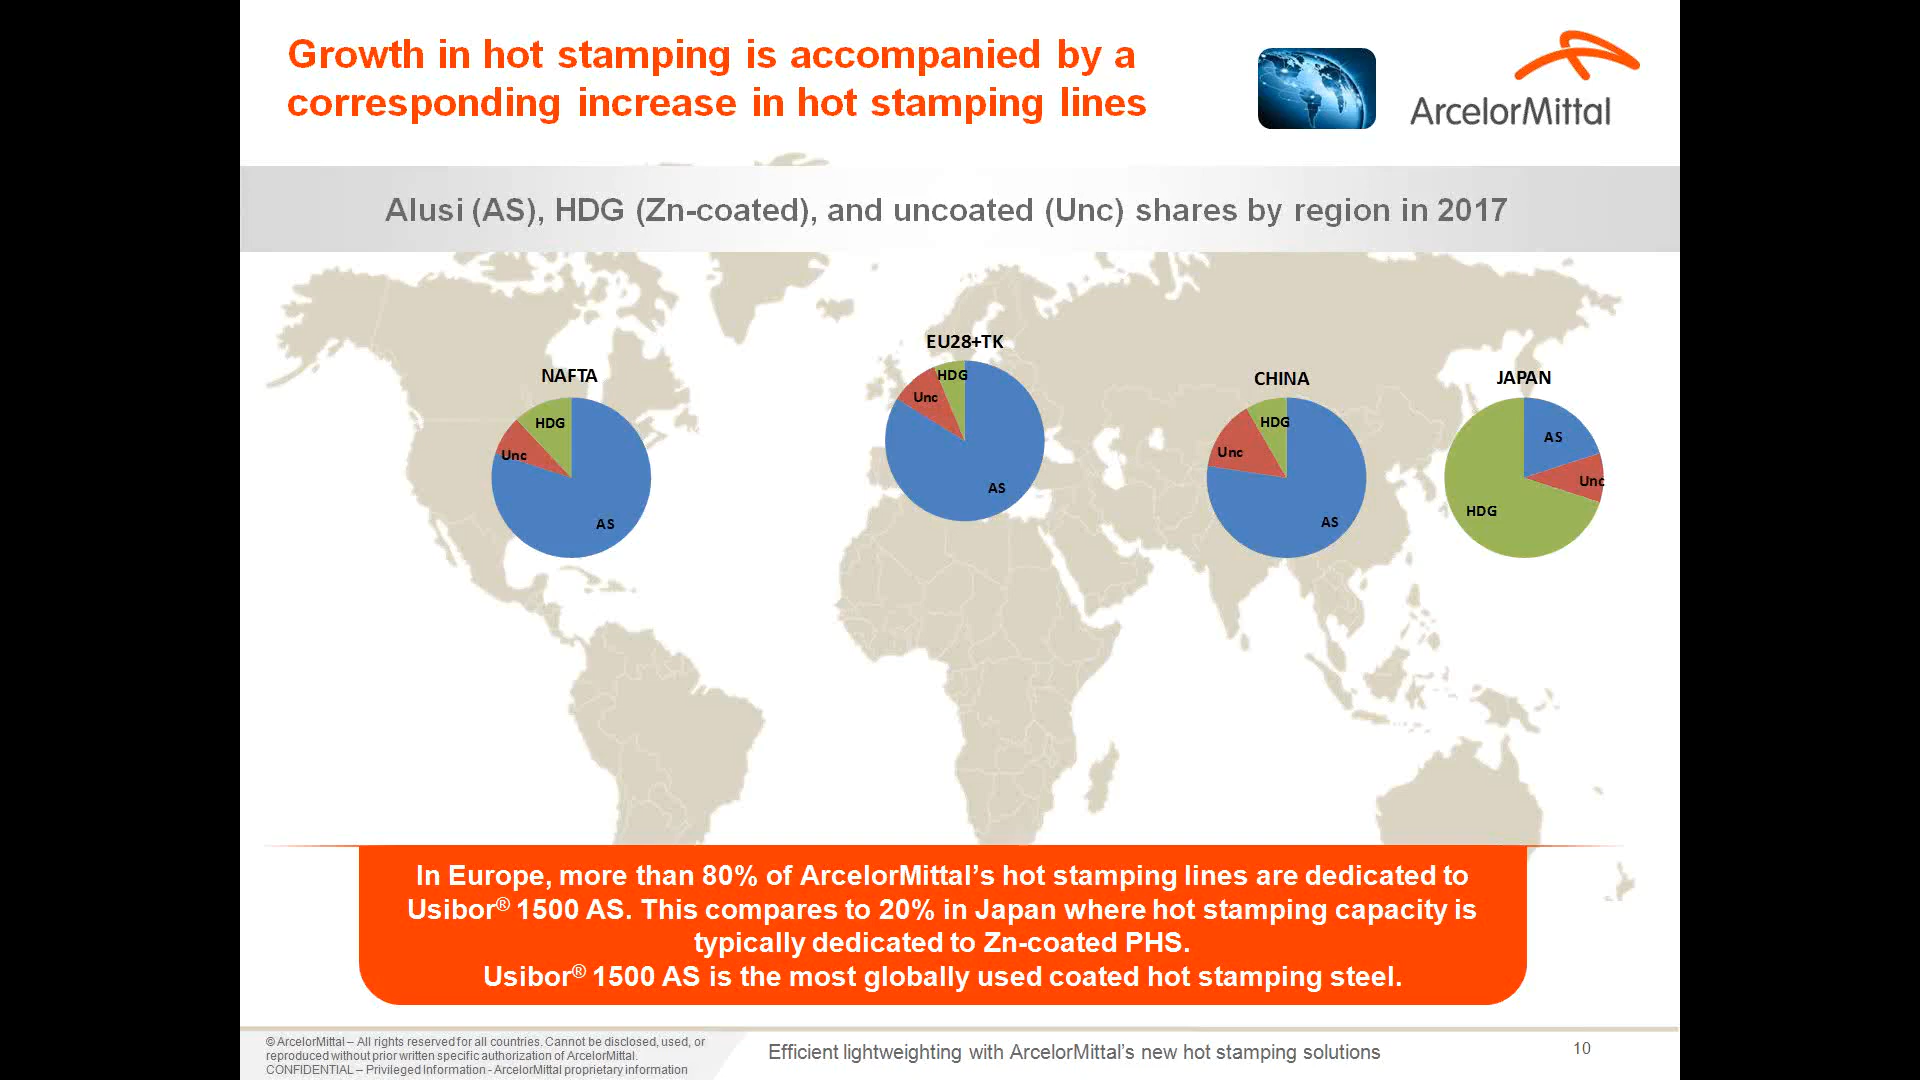 Growth in hot stamping is accompanied by a
corresponding increase in hot stamping lines
ArcelorMittal
Alusi (AS), HDG (Zn-coated), and uncoated (Unc) shares by region in 2017
NAFTA
HDG
Unc
AS
EU28+TK
HDG
Unc
AS
CHINA
HDG
Unc
AS
JAPAN
AS
Unc
HDG
In Europe, more than 80% of ArcelorMittal’s hot stamping lines are dedicated to
Usibor® 1500 AS. This compares to 20% in Japan where hot stamping capacity is
typically dedicated to Zn-coated PHS.
Usibor® 1500 AS is the most globally used coated hot stamping steel.
© ArcelorMittal – All rights reserved for all countries. Cannot be disclosed, used, or
reproduced without prior written specific authorization of ArcelorMittal.
CONFIDENTIAL – Privileged Information - ArcelorMittal proprietary information
Efficient lightweighting with ArcelorMittal’s new hot stamping solutions
10